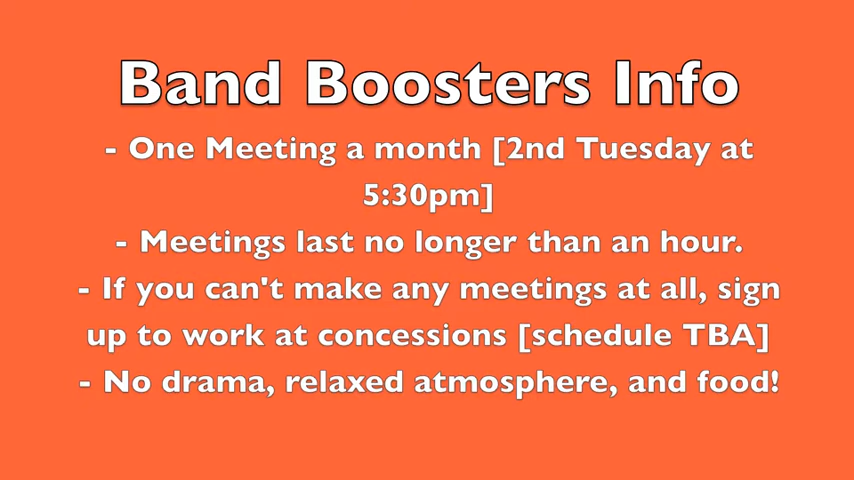 Band Boosters Info
- One Meeting a month [2nd Tuesday at
5:30pm]
- Meetings last no longer than an hour.
- If you can't make any meetings at all, sign
up to work at concessions [schedule TBA]
- No drama, relaxed atmosphere, and food!